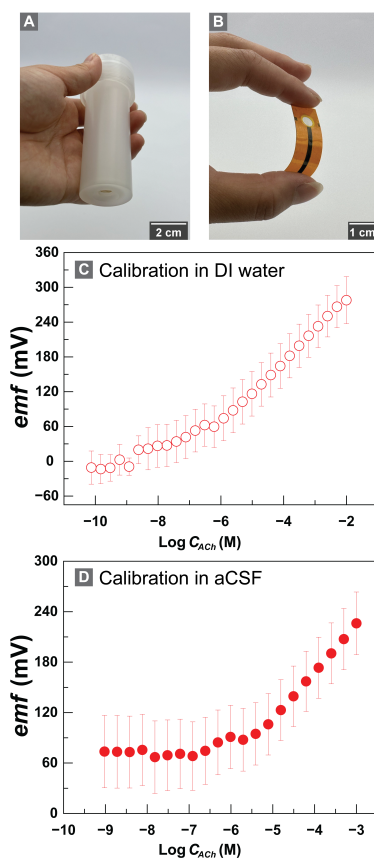 A
B
2 cm
1 cm
C Calibration in DI water
360
300
240
180
120
60
0
−60
emf (mV)
−10 −8 −6 −4 −2
Log CACh (M)
D Calibration in aCSF
300
240
180
120
60
0
emf (mV)
−10 −9 −8 −7 −6 −5 −4 −3
Log CACh (M)